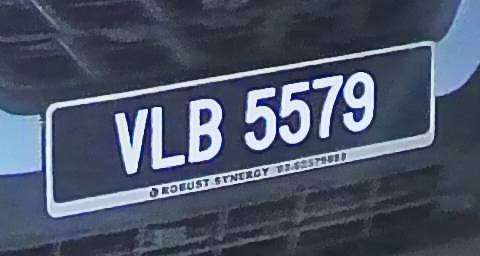 VLB 5579
ROBUST SYNERGY